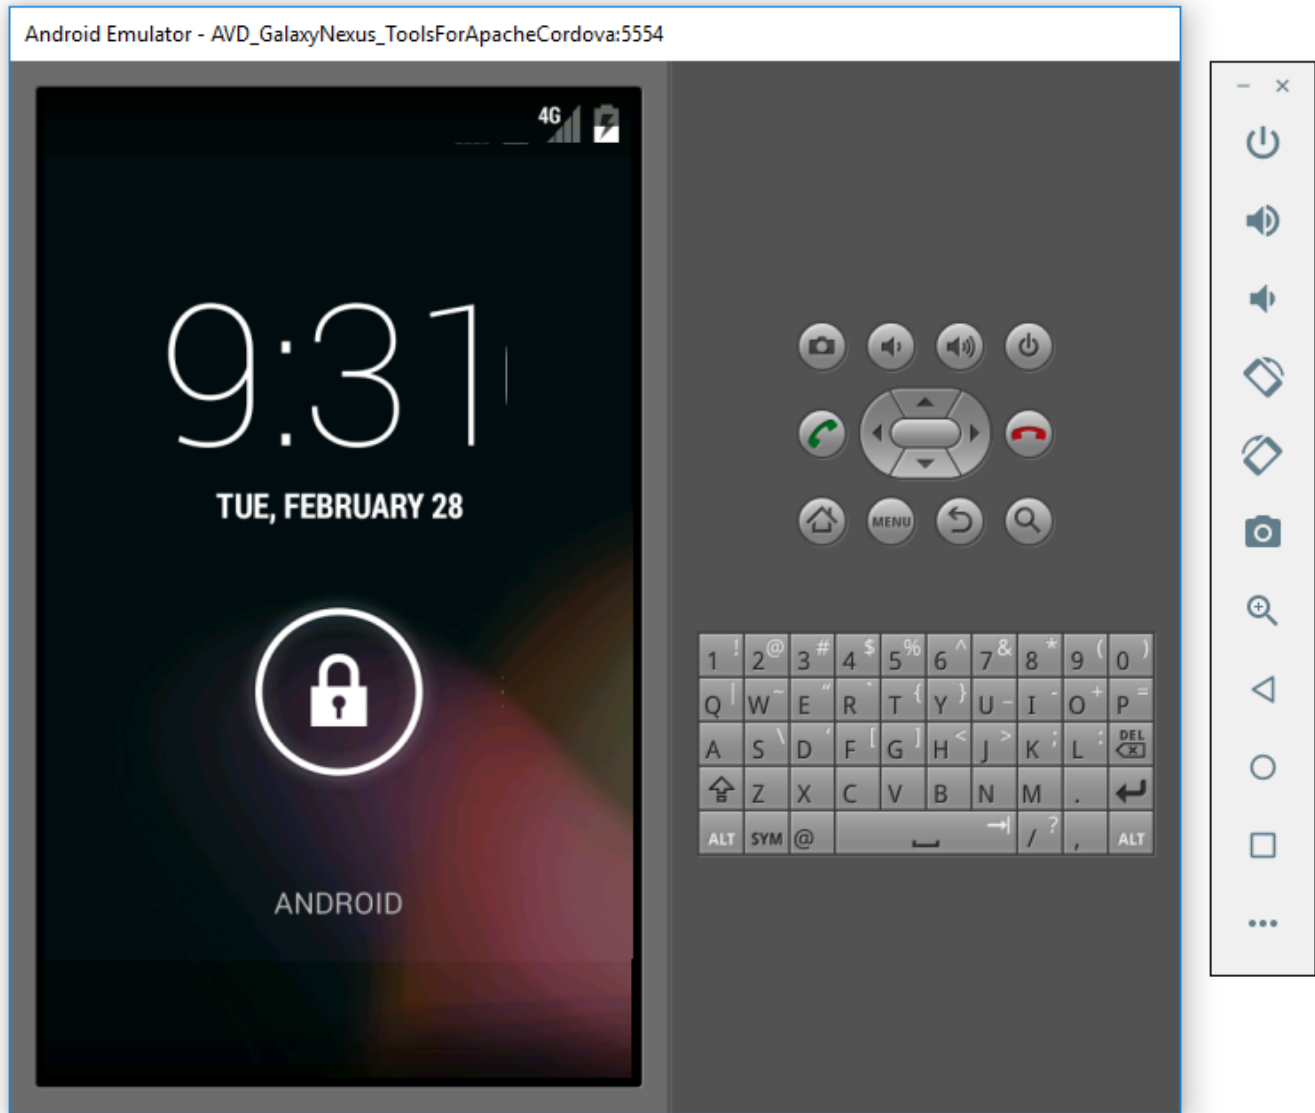 Android Emulator - AVD_GalaxyNexus_ToolsForApacheCordova:5554
4G
9:31
TUE, FEBRUARY 28
ANDROID
MENU
1 ! 2 @ 3 # 4 $ 5 % 6 ^ 7 & 8 * 9 ( 0 )
Q | W ~ E “ R ` T { Y } U _ I - O + P =
A S \ D ‘ F [ G ] H < J > K ; L : DEL
Z X C V B N M .
ALT SYM @ / ? , ALT